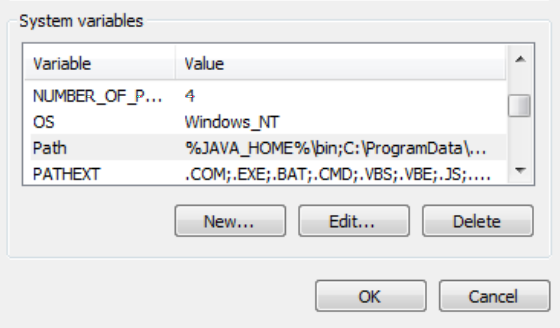 System variables
Variable Value
NUMBER_OF_P... 4
OS Windows_NT
Path %JAVA_HOME%\bin;C:\ProgramData\...
PATHEXT .COM;.EXE;.BAT;.CMD;.VBS;.VBE;.JS;....
New... Edit... Delete
OK Cancel